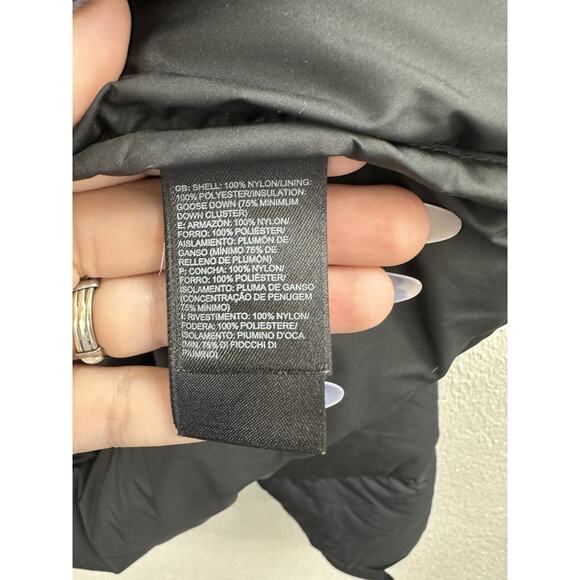 GB: SHELL: 100% NYLON/LINING:
100% POLYESTER/INSULATION:
GOOSE DOWN (75% MINIMUM
DOWN CLUSTER)
E: ARMAZÓN: 100% NYLON/
FORRO: 100% POLIÉSTER/
AISLAMIENTO: PLUMÓN DE
GANSO (MÍNIMO 75% DE
RELLENO DE PLUMÓN)
P: CONCHA: 100% NYLON/
FORRO: 100% POLIÉSTER/
ISOLAMENTO: PLUMA DE GANSO
(CONCENTRAÇÃO DE PENUGEM
75% MÍNIMO)
I: RIVESTIMENTO: 100% NYLON/
FODERA: 100% POLIESTERE/
ISOLAMENTO: PIUMINO D'OCA
(MIN. 75% DI FIOCCHI DI
PIUMINO)